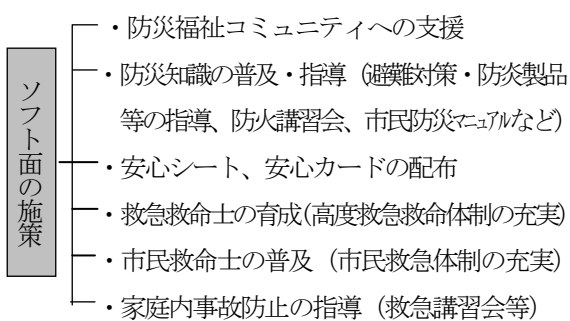 ソフト面の施策
・防災福祉コミュニティへの支援
・防災知識の普及・指導（避難対策・防炎製品
等の指導、防火講習会、市民防災マニュアルなど）
・安心シート、安心カードの配布
・救急救命士の育成(高度救急救命体制の充実)
・市民救命士の普及（市民救急体制の充実）
・家庭内事故防止の指導（救急講習会等）